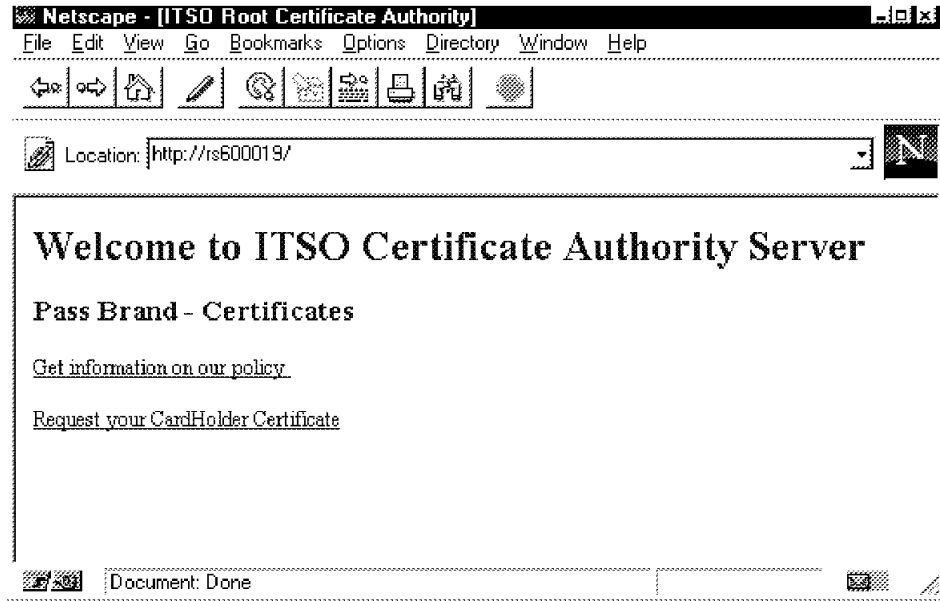 Netscape - [ITSO Root Certificate Authority]
File Edit View Go Bookmarks Options Directory Window Help
Location: http://rs600019/
N
Welcome to ITSO Certificate Authority Server
Pass Brand - Certificates
Get information on our policy
Request your CardHolder Certificate
Document: Done